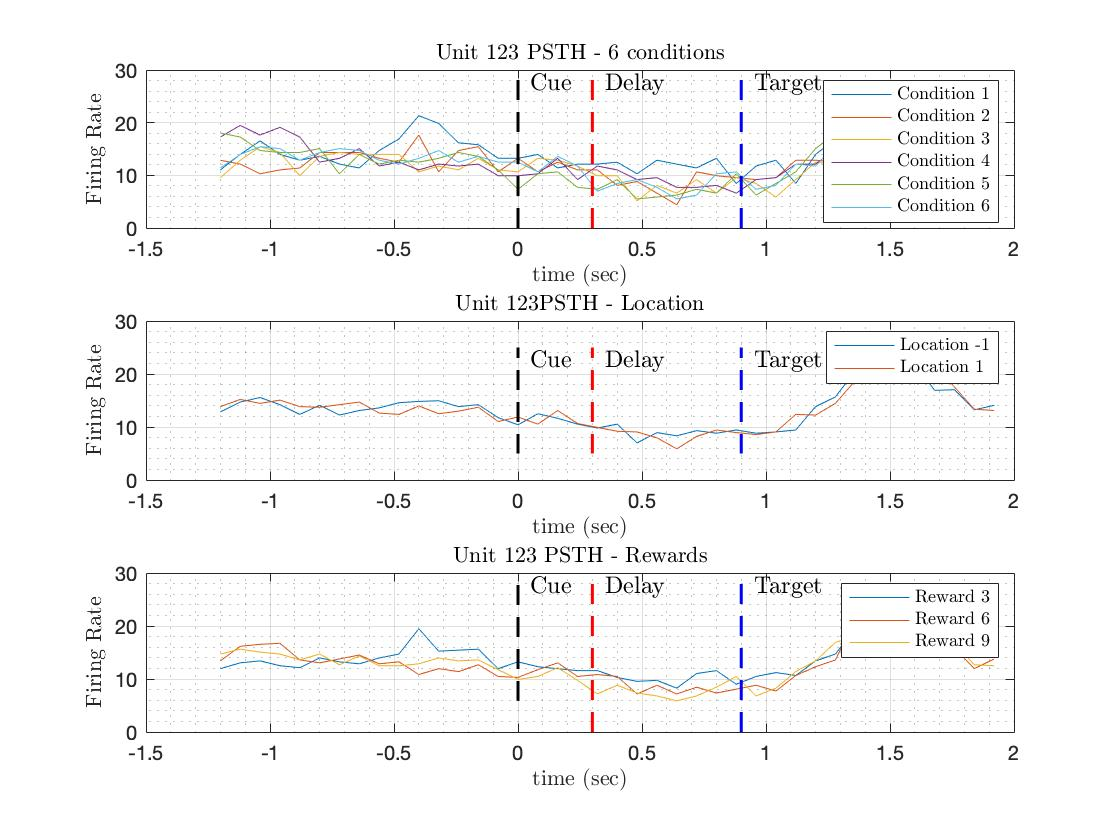 Unit 123 PSTH - 6 conditions
30
20
10
0
Firing Rate
Cue
Delay
Target
Condition 1
Condition 2
Condition 3
Condition 4
Condition 5
Condition 6
-1.5 -1 -0.5 0 0.5 1 1.5 2
time (sec)
Unit 123PSTH - Location
30
20
10
0
Firing Rate
Cue
Delay
Target
Location -1
Location 1
-1.5 -1 -0.5 0 0.5 1 1.5 2
time (sec)
Unit 123 PSTH - Rewards
30
20
10
0
Firing Rate
Cue
Delay
Target
Reward 3
Reward 6
Reward 9
-1.5 -1 -0.5 0 0.5 1 1.5 2
time (sec)